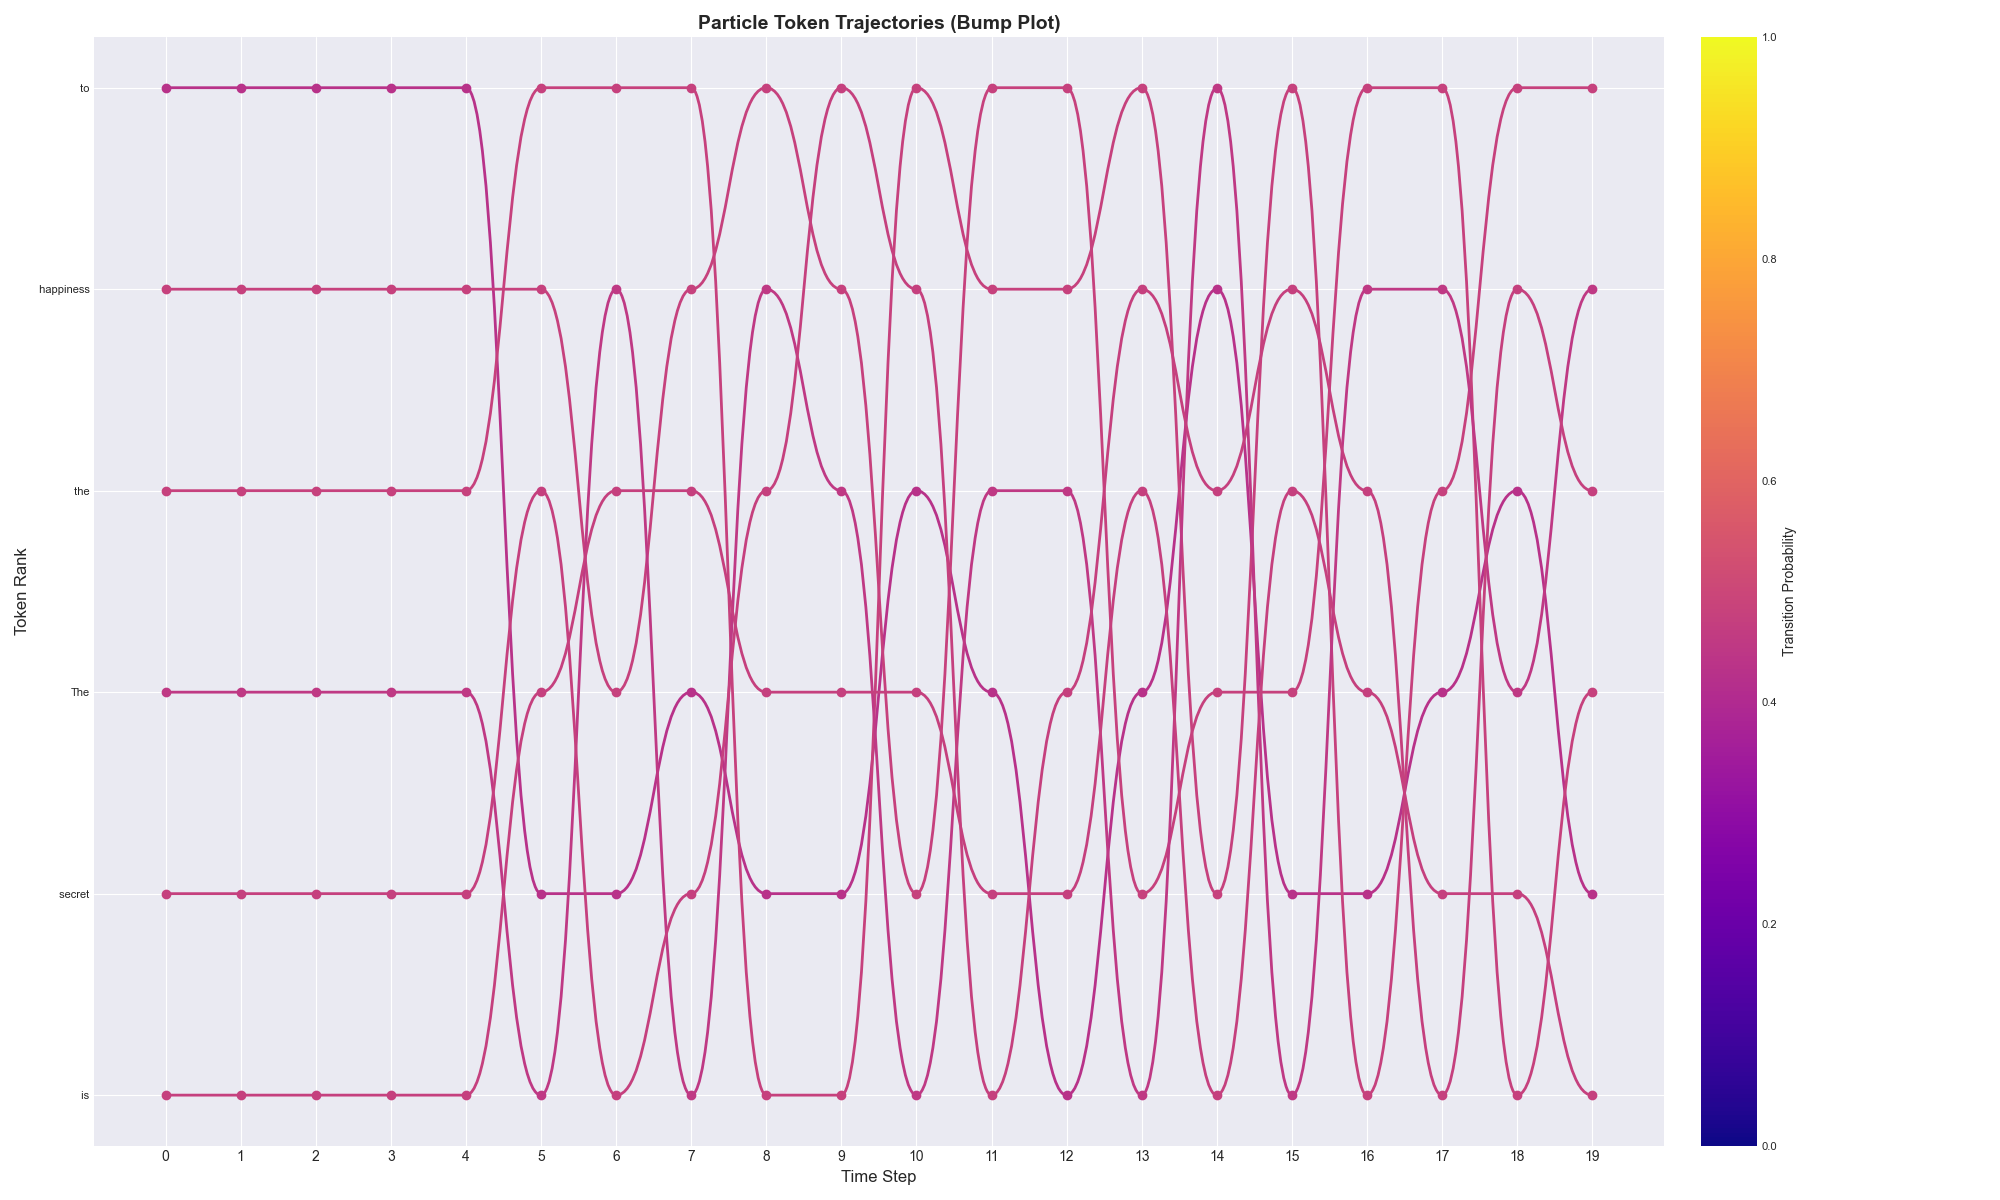 Particle Token Trajectories (Bump Plot)
to
happiness
the
The
secret
is
Token Rank
0 1 2 3 4 5 6 7 8 9 10 11 12 13 14 15 16 17 18 19
Time Step
1.0
0.8
0.6
0.4
0.2
0.0
Transition Probability